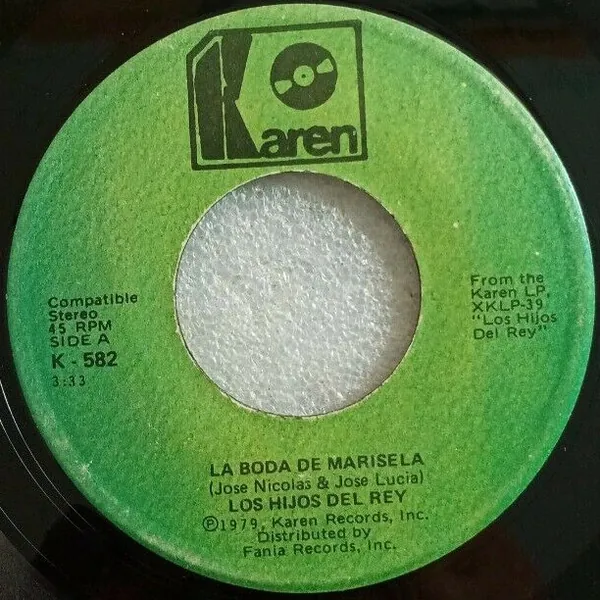 Karen
Compatible
Stereo
45 RPM
SIDE A
K - 582
3:33
From the
Karen LP,
XKLP-39
"Los Hijos
Del Rey"
LA BODA DE MARISELA
(Jose Nicolas & Jose Lucia)
LOS HIJOS DEL REY
℗1979, Karen Records, Inc.
Distributed by
Fania Records, Inc.